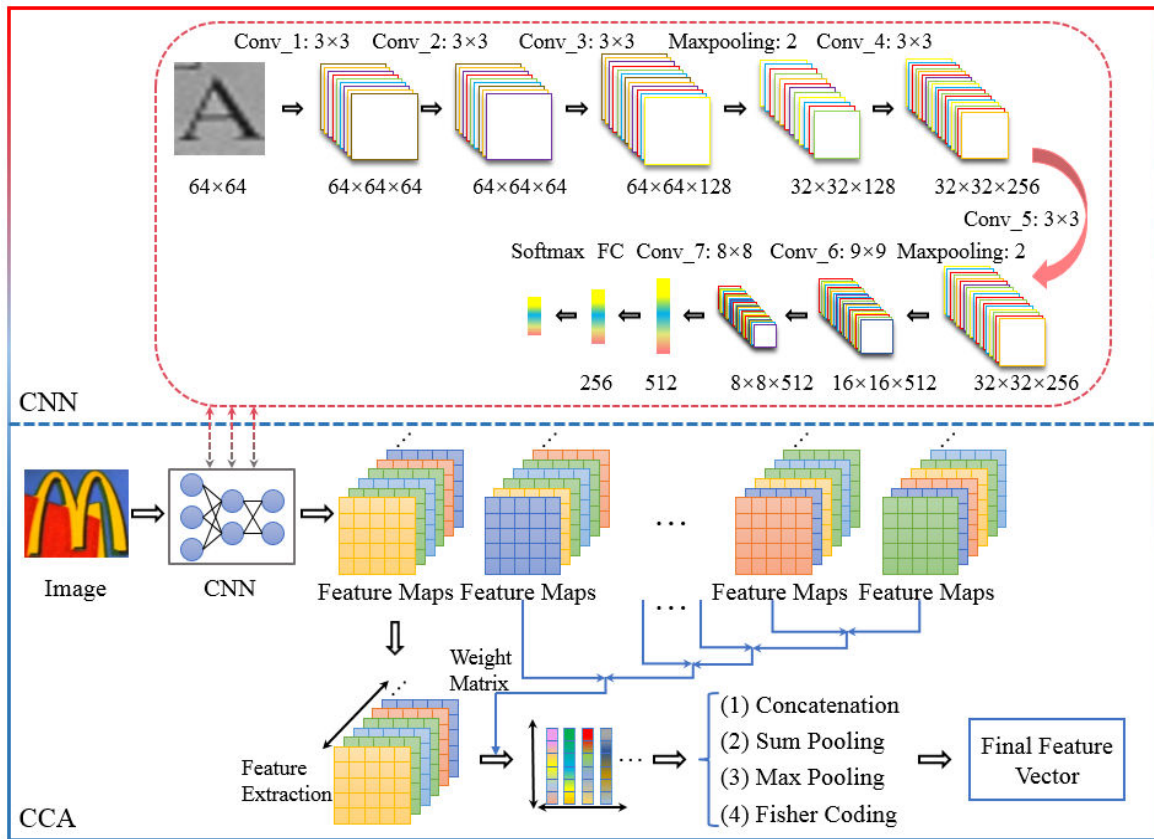 Conv_1: 3×3 Conv_2: 3×3 Conv_3: 3×3 Maxpooling: 2 Conv_4: 3×3
A
64×64 64×64×64 64×64×64 64×64×128 32×32×128 32×32×256
Conv_5: 3×3
Softmax FC Conv_7: 8×8 Conv_6: 9×9 Maxpooling: 2
256 512 8×8×512 16×16×512 32×32×256
CNN
Image CNN Feature Maps Feature Maps ... Feature Maps Feature Maps
...
Weight
Matrix
Feature
Extraction
...
(1) Concatenation
(2) Sum Pooling
(3) Max Pooling
(4) Fisher Coding
Final Feature
Vector
CCA